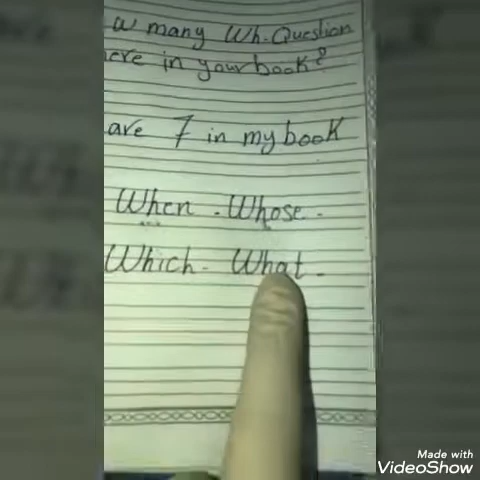 w many Wh.Question
ere in your book?
are 7 in my book
When - Whose -
Which - What -
Made with
VideoShow